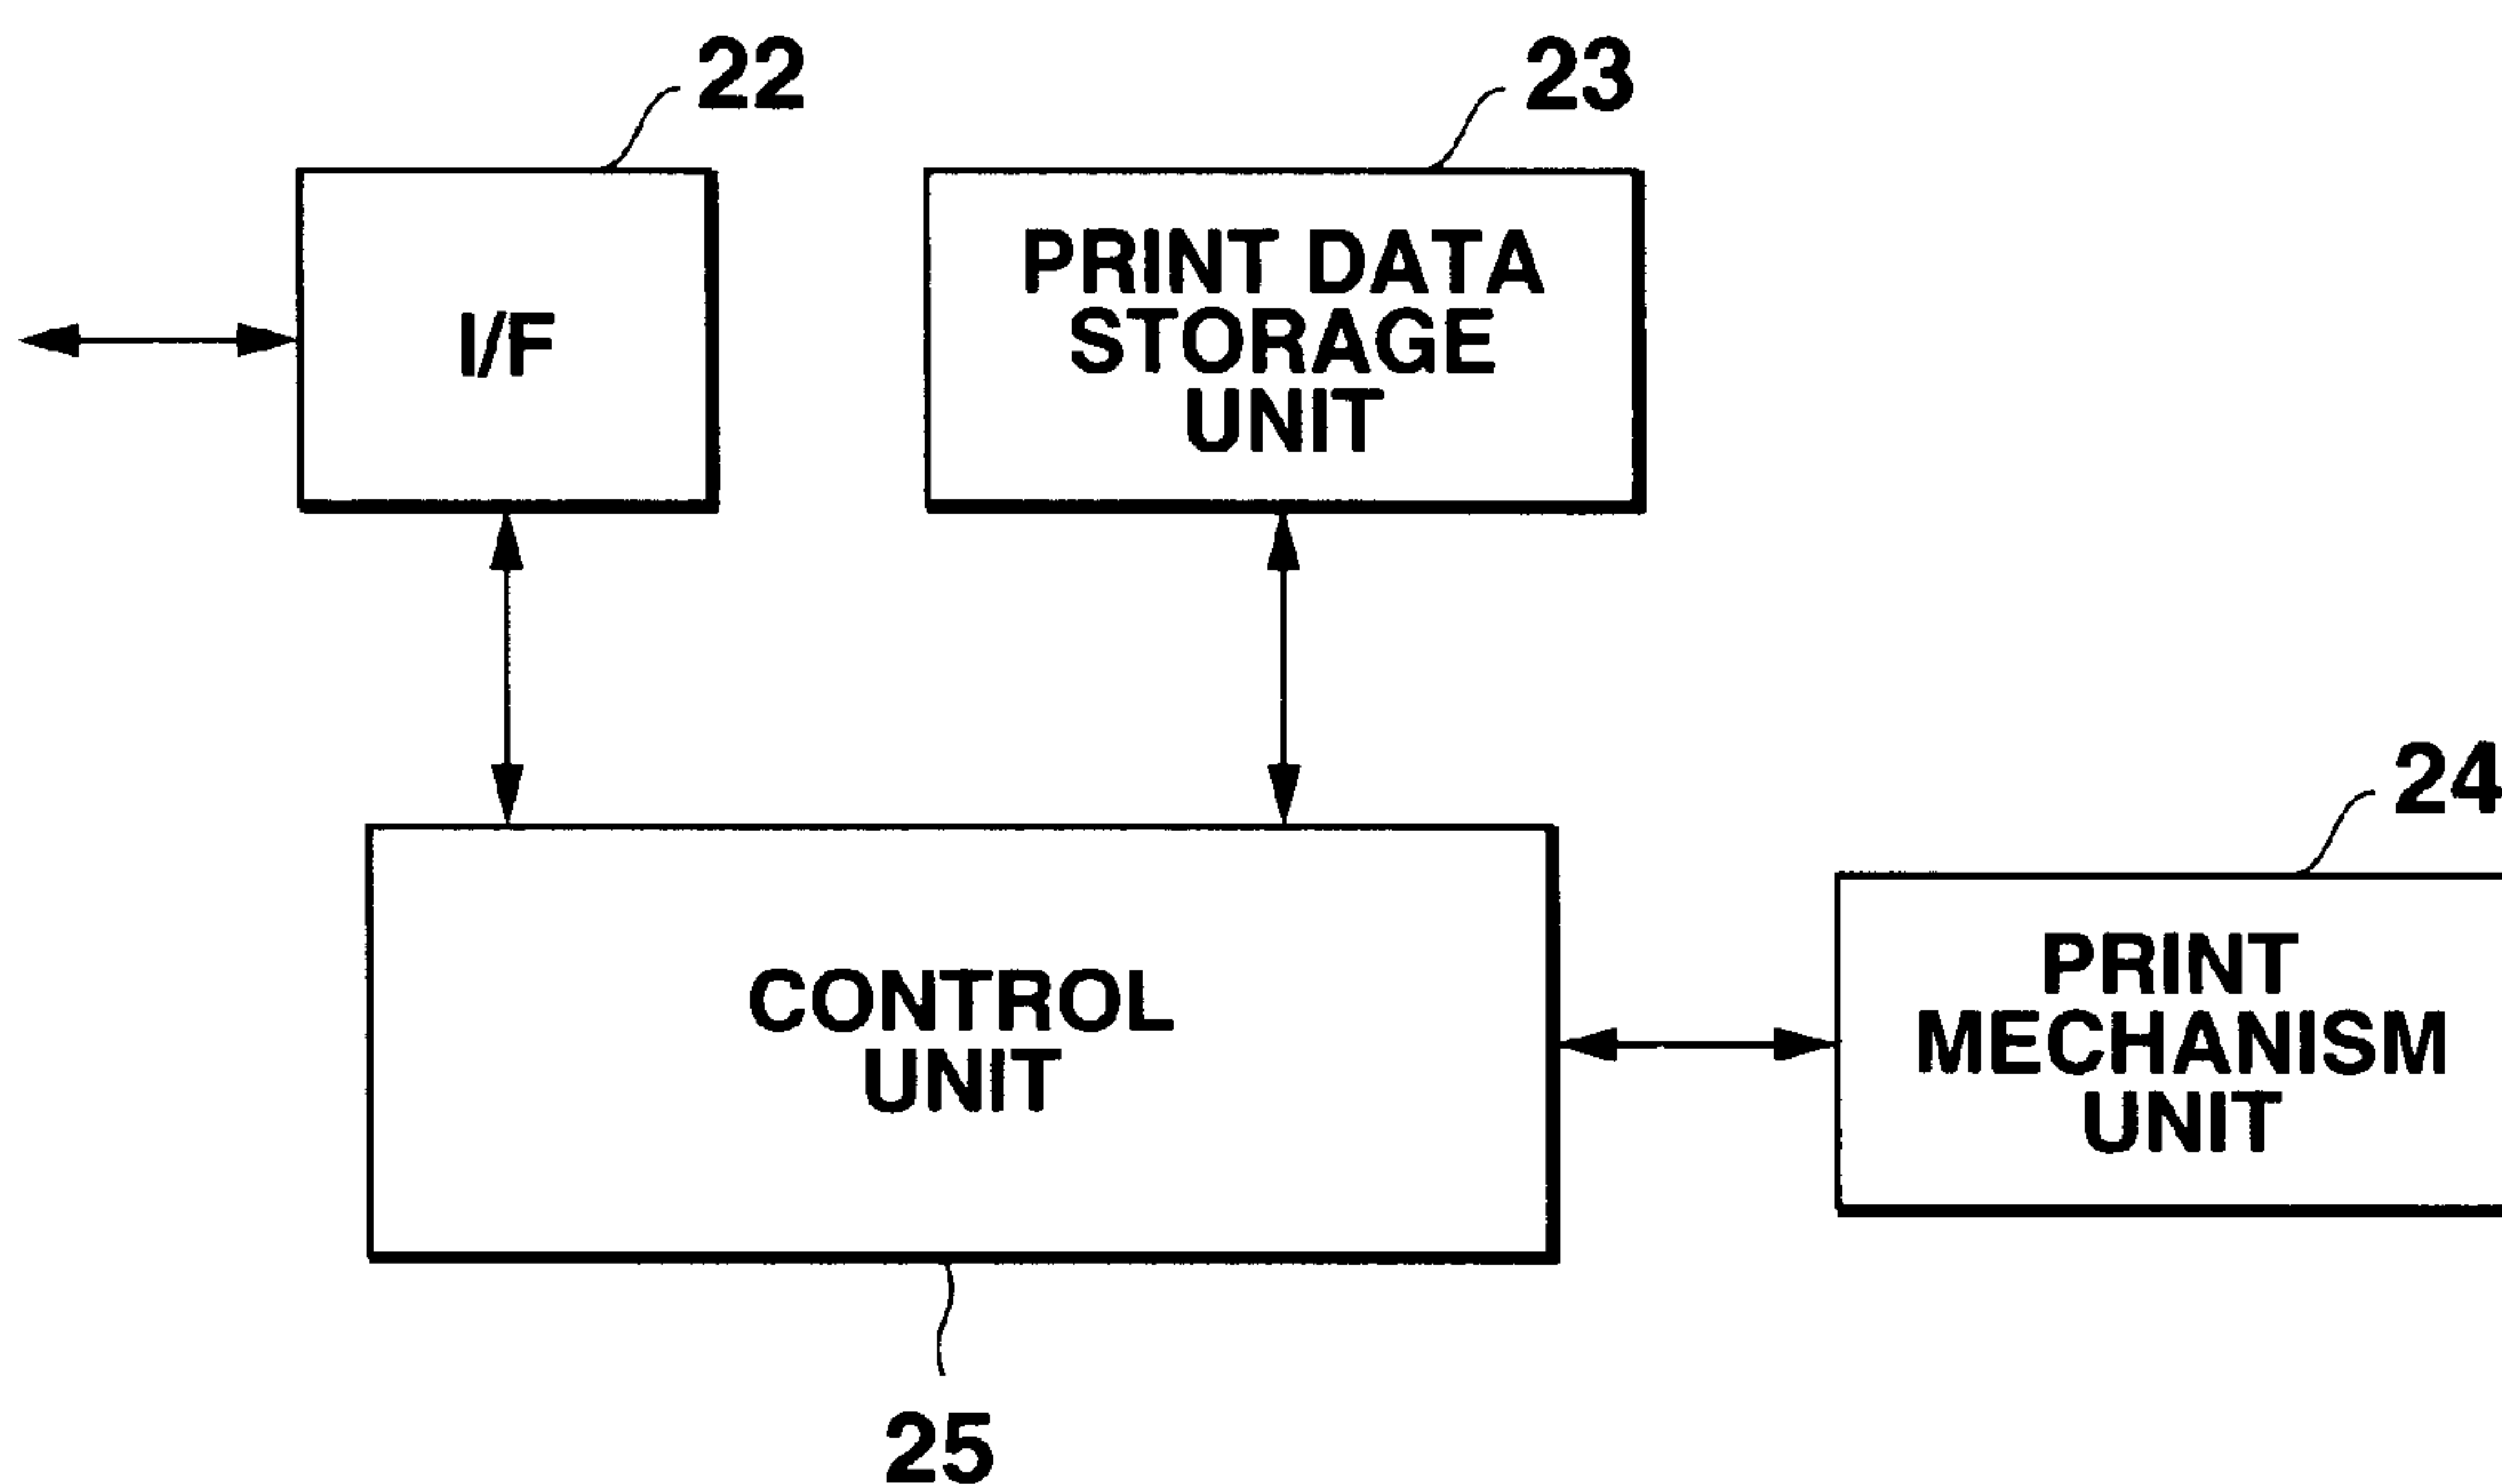 22
23
I/F
PRINT DATA
STORAGE
UNIT
24
CONTROL
UNIT
PRINT
MECHANISM
UNIT
25